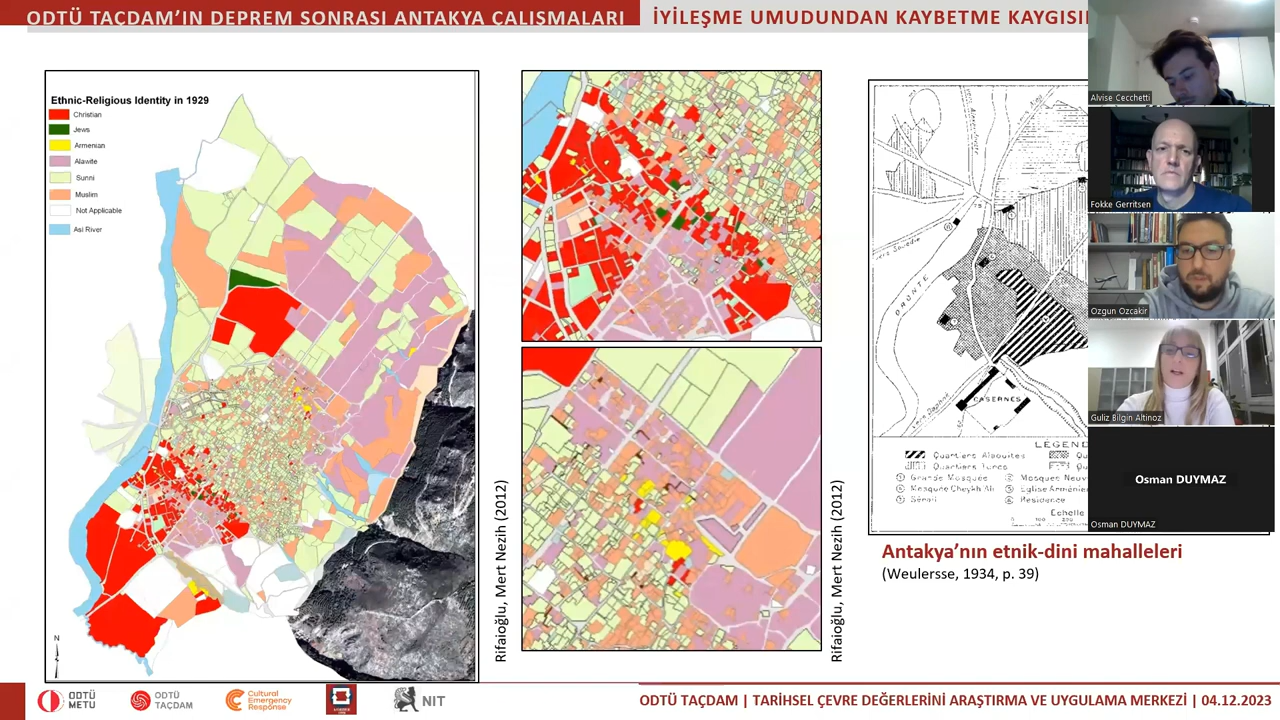 ODTÜ TAÇDAM'IN DEPREM SONRASI ANTAKYA ÇALIŞMALARI
İYİLEŞME UMUDUNDAN KAYBETME
Ethnic-Religious Identity in 1929
Christian
Jews
Armenian
Alawite
Sunni
Muslim
Not Applicable
Asi River
N
Rifaioğlu, Mert Nezih (2012)
Rifaioğlu, Mert Nezih (2012)
ORONTE
CASERNES
LÉGEND
Quartiers Alaouites
Quartiers Turcs
Grande Mosquée
Mosquée Cheykh Ali
Sérail
Mosquée Neuve
Eglise Arménien
Résidence
Echelle
Antakya'nın etnik-dini mahalleleri
(Weulersse, 1934, p. 39)
Alvise Cecchetti
Fokke Gerritsen
Ozgun Ozcakir
Guliz Bilgin Altinoz
Osman DUYMAZ
Osman DUYMAZ
ODTÜ
METU
ODTÜ
TAÇDAM
Cultural
Emergency
Response
NIT
ODTÜ TAÇDAM | TARİHSEL ÇEVRE DEĞERLERİNİ ARAŞTIRMA VE UYGULAMA MERKEZİ | 04.12.2023